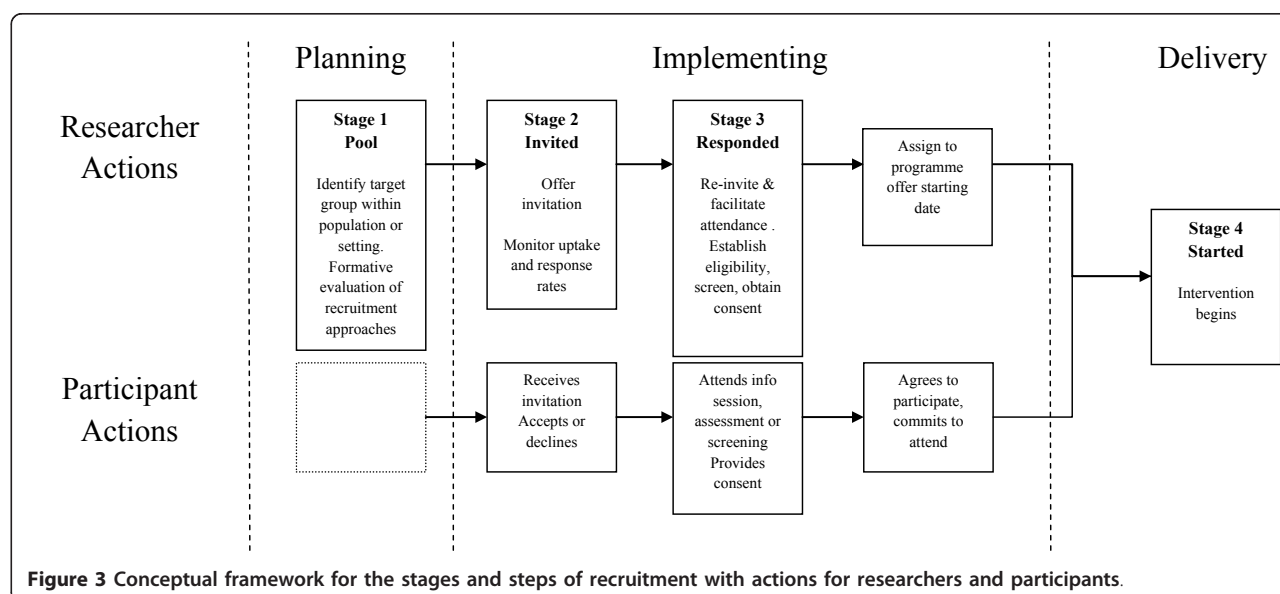 Planning
Implementing
Delivery
Researcher
Actions
Stage 1
Pool
Identify target
group within
population or
setting.
Formative
evaluation of
recruitment
approaches
Stage 2
Invited
Offer
invitation
Monitor uptake
and response
rates
Stage 3
Responded
Re-invite &
facilitate
attendance .
Establish
eligibility,
screen, obtain
consent
Assign to
programme
offer starting
date
Stage 4
Started
Intervention
begins
Participant
Actions
Receives
invitation
Accepts or
declines
Attends info
session,
assessment or
screening
Provides
consent
Agrees to
participate,
commits to
attend
Figure 3 Conceptual framework for the stages and steps of recruitment with actions for researchers and participants.